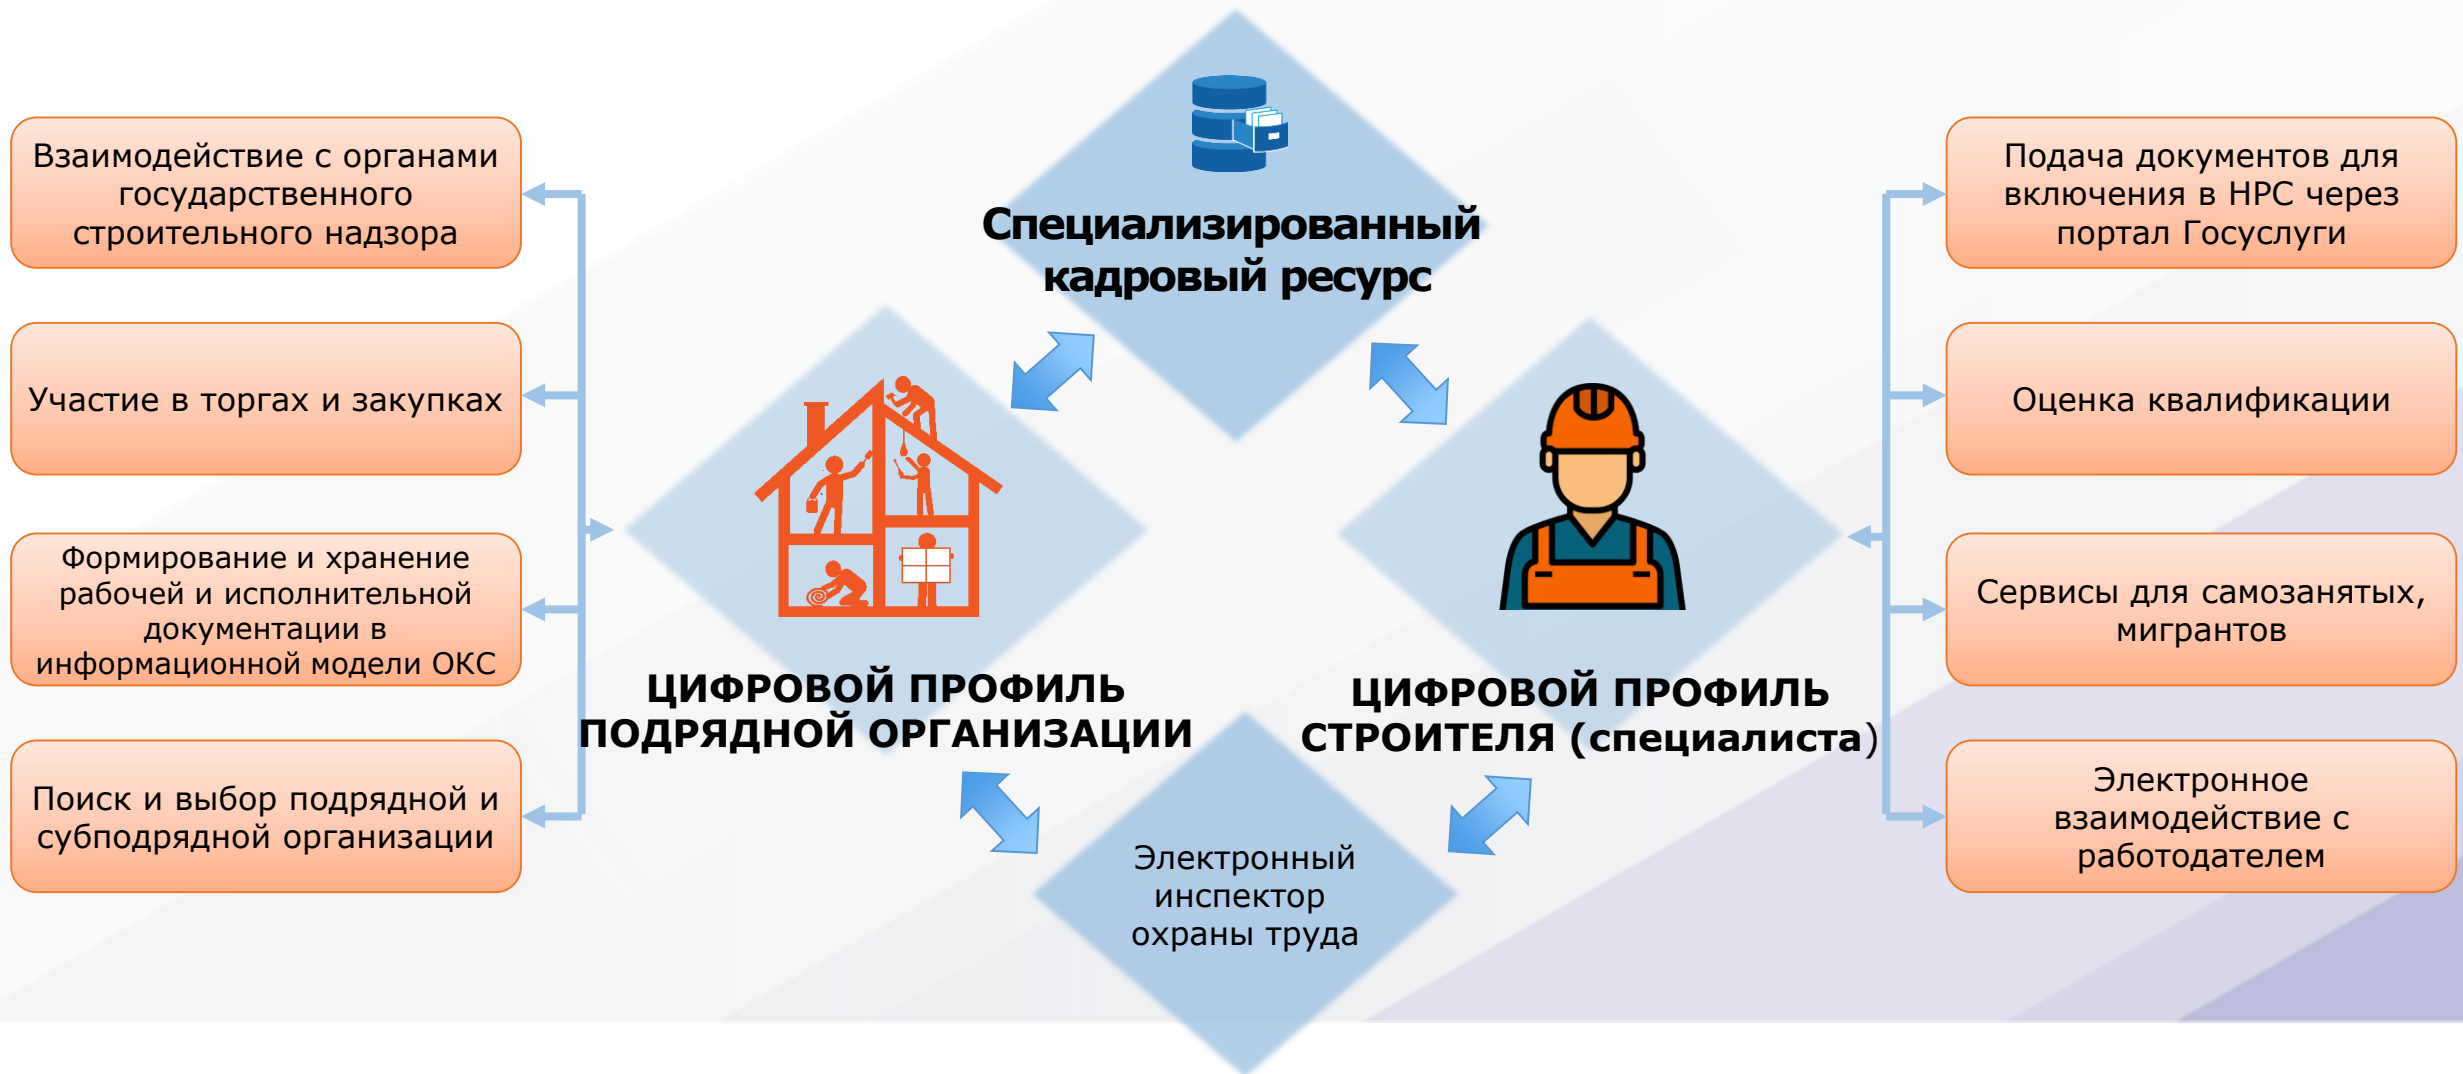 Взаимодействие с органами
государственного
строительного надзора
Участие в торгах и закупках
Формирование и хранение
рабочей и исполнительной
документации в
информационной модели ОКС
Поиск и выбор подрядной и
субподрядной организации
Специализированный
кадровый ресурс
ЦИФРОВОЙ ПРОФИЛЬ
ПОДРЯДНОЙ ОРГАНИЗАЦИИ
ЦИФРОВОЙ ПРОФИЛЬ
СТРОИТЕЛЯ (специалиста)
Электронный
инспектор
охраны труда
Подача документов для
включения в НРС через
портал Госуслуги
Оценка квалификации
Сервисы для самозанятых,
мигрантов
Электронное
взаимодействие с
работодателем